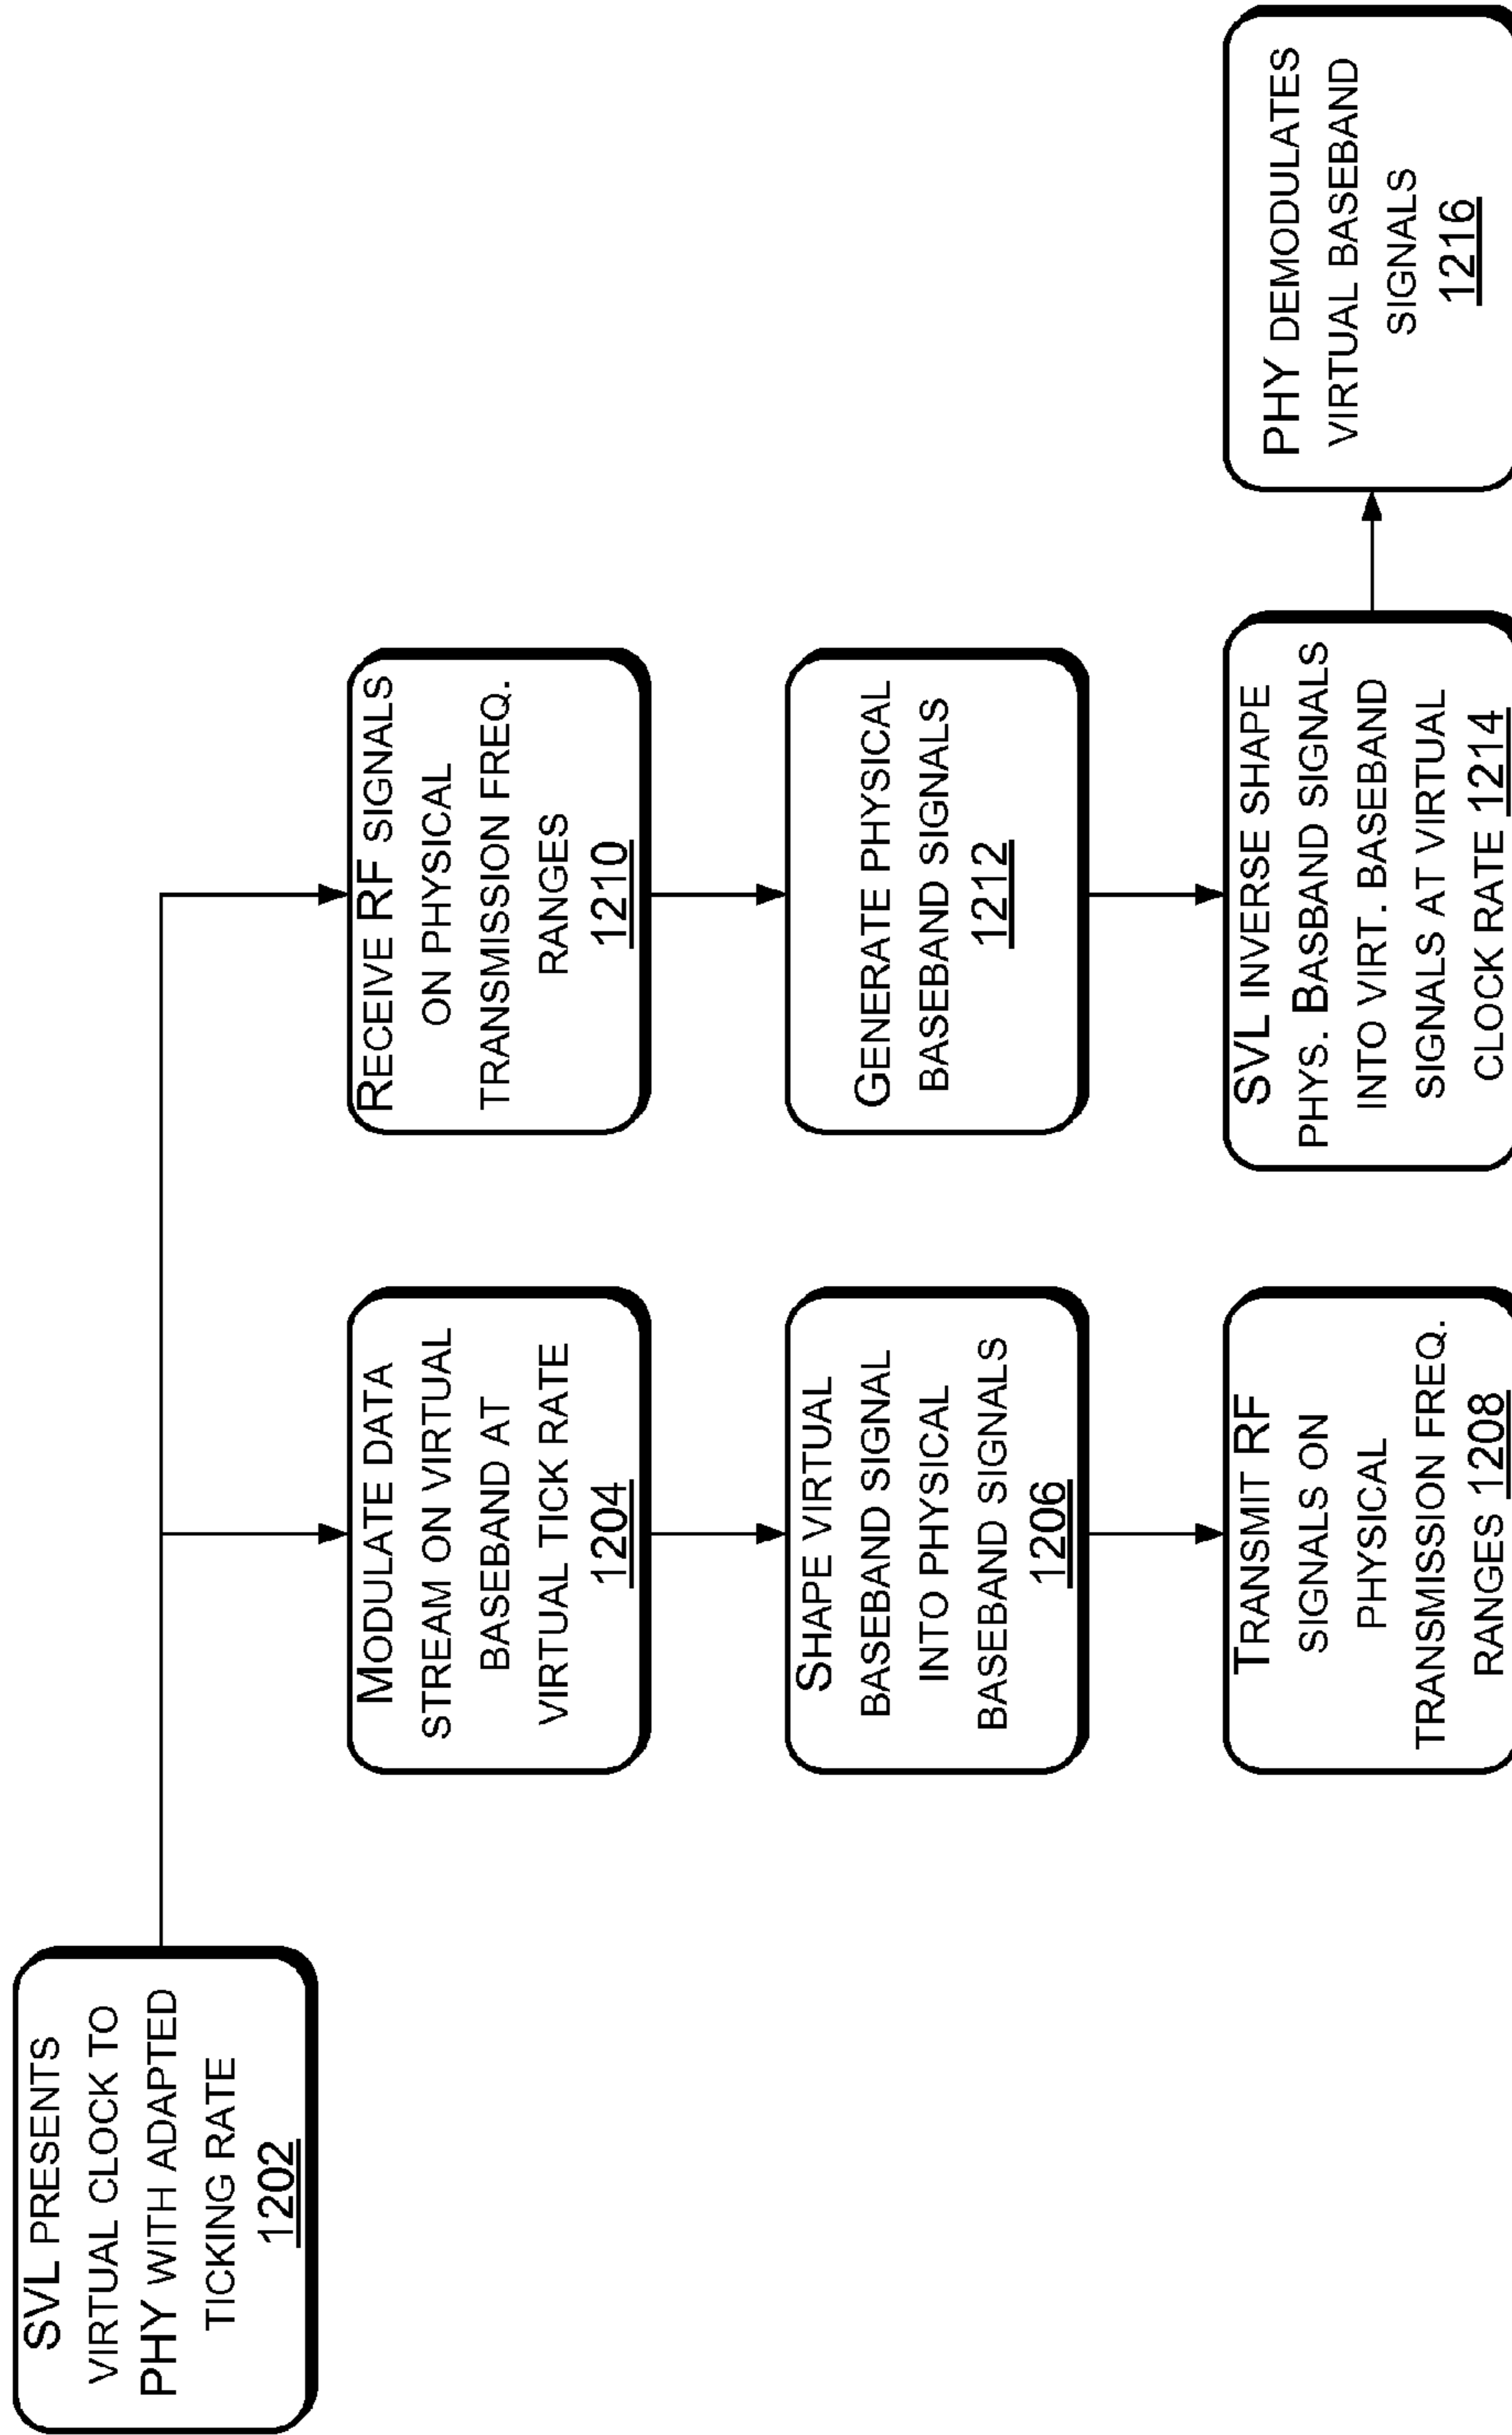 SVL PRESENTS
VIRTUAL CLOCK TO
PHY WITH ADAPTED
TICKING RATE
1202
MODULATE DATA
STREAM ON VIRTUAL
BASEBAND AT
VIRTUAL TICK RATE
1204
SHAPE VIRTUAL
BASEBAND SIGNAL
INTO PHYSICAL
BASEBAND SIGNALS
1206
TRANSMIT RF
SIGNALS ON
PHYSICAL
TRANSMISSION FREQ.
RANGES 1208
RECEIVE RF SIGNALS
ON PHYSICAL
TRANSMISSION FREQ.
RANGES
1210
GENERATE PHYSICAL
BASEBAND SIGNALS
1212
SVL INVERSE SHAPE
PHYS. BASBAND SIGNALS
INTO VIRT. BASEBAND
SIGNALS AT VIRTUAL
CLOCK RATE 1214
PHY DEMODULATES
VIRTUAL BASEBAND
SIGNALS
1216